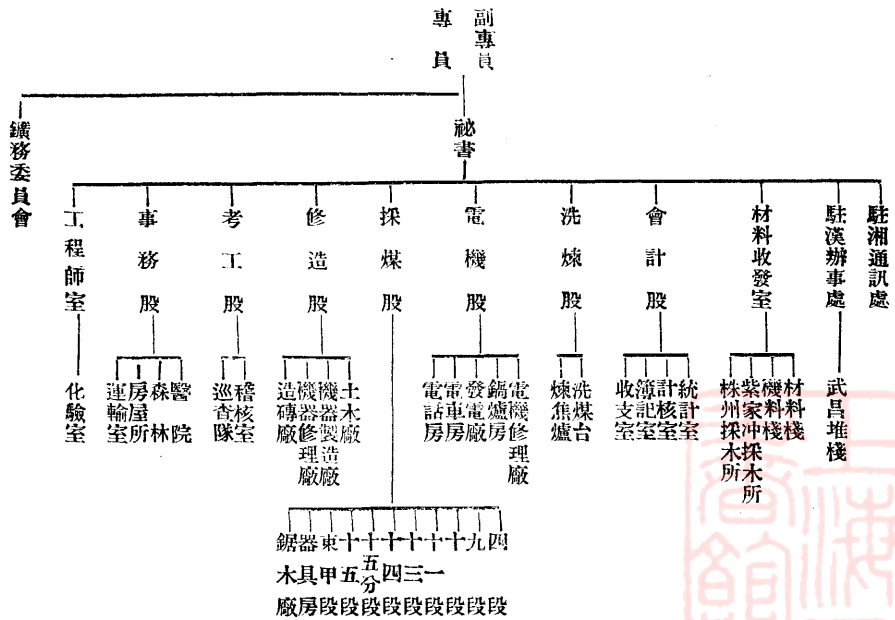 副專員
專員
祕書
鑛務委員會
駐湘通訊處
駐漢辦事處
材料收發室
會計股
洗煉股
電機股
採煤股
修造股
考工股
事務股
工程師室
武昌堆棧
材料棧
機料棧
紫家冲採木所
株州採木所
統計室
計核室
簿記室
收支室
洗煤台
煉焦爐
電機修理廠
鍋爐房
發電廠
電車房
電話房
土木廠
機器製造廠
機器修理廠
造磚廠
稽核室
巡查隊
醫院
森林
房屋所
運輸室
化驗室
四段
九段
十段
十一段
十三段
十四段
十五分段
十五段
東甲段
器具房
鋸木廠